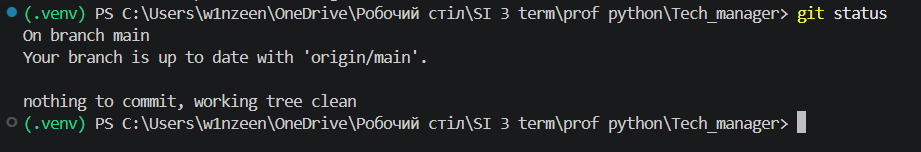 (.venv) PS C:\Users\w1nzeen\OneDrive\Робочий стіл\SI 3 term\prof python\Tech_manager> git status
On branch main
Your branch is up to date with 'origin/main'.
nothing to commit, working tree clean
(.venv) PS C:\Users\w1nzeen\OneDrive\Робочий стіл\SI 3 term\prof python\Tech_manager>